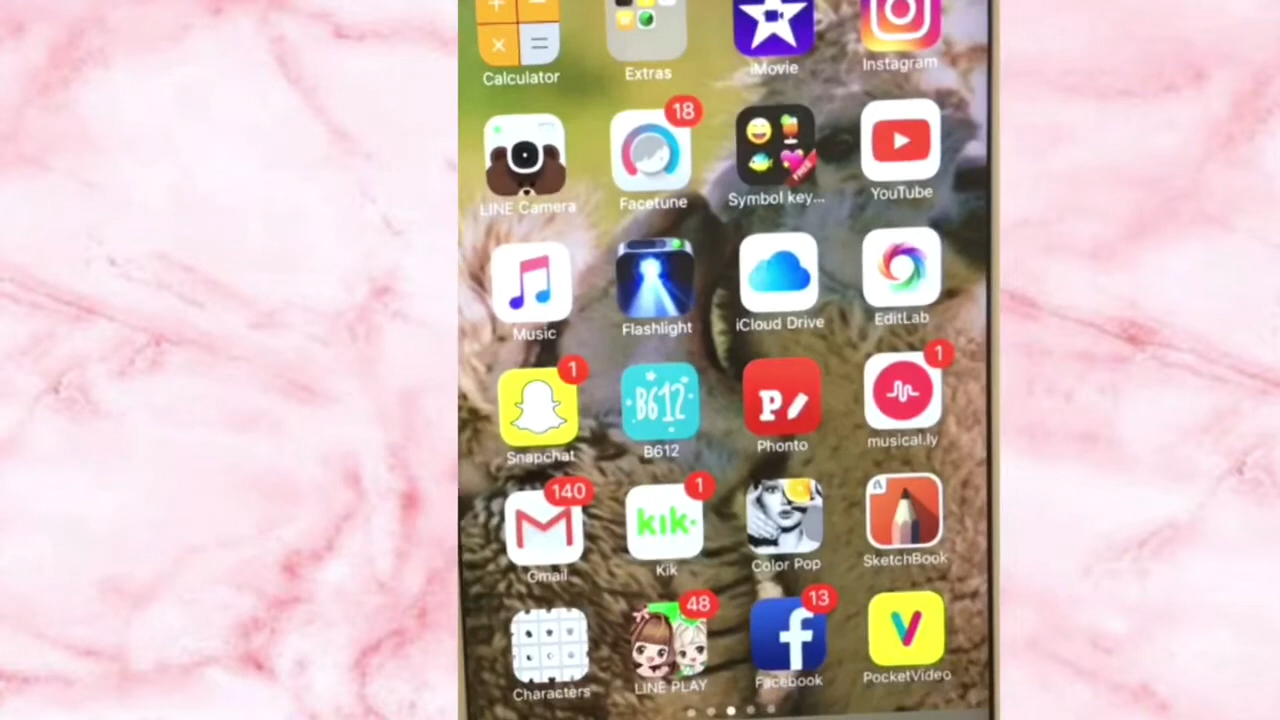 Calculator
Extras
iMovie
Instagram
18
FREE
LINE Camera
Facetune
Symbol key...
YouTube
Music
Flashlight
iCloud Drive
EditLab
1
B612
P
1
Snapchat
B612
Phonto
musical.ly
140
1
kik
A
Gmail
Kik
Color Pop
SketchBook
48
13
f
Characters
LINE PLAY
Facebook
PocketVideo